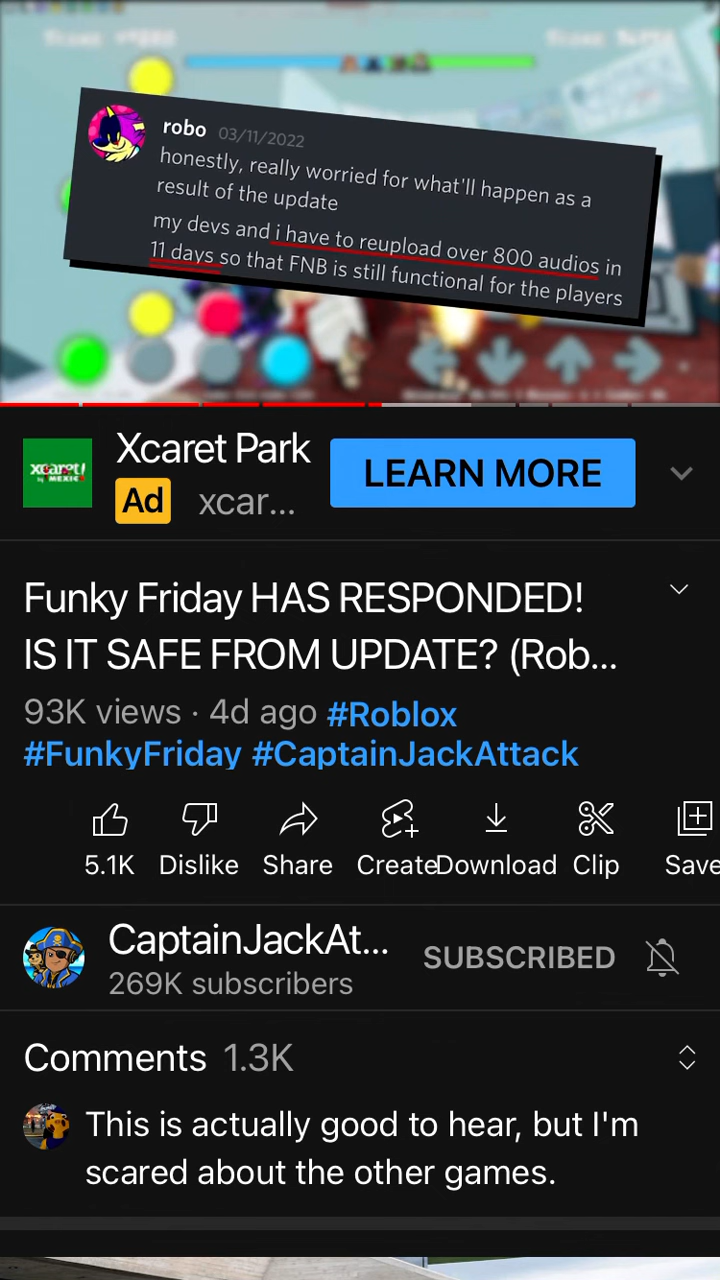 robo 03/11/2022
honestly, really worried for what'll happen as a
result of the update
my devs and i have to reupload over 800 audios in
11 days so that FNB is still functional for the players
xcaret!
by MEXICO
Xcaret Park
LEARN MORE
Ad xcar...
Funky Friday HAS RESPONDED!
IS IT SAFE FROM UPDATE? (Rob...
93K views · 4d ago #Roblox
#FunkyFriday #CaptainJackAttack
5.1K Dislike Share Create Download Clip Save
CaptainJackAt...
SUBSCRIBED
269K subscribers
Comments 1.3K
This is actually good to hear, but I'm
scared about the other games.